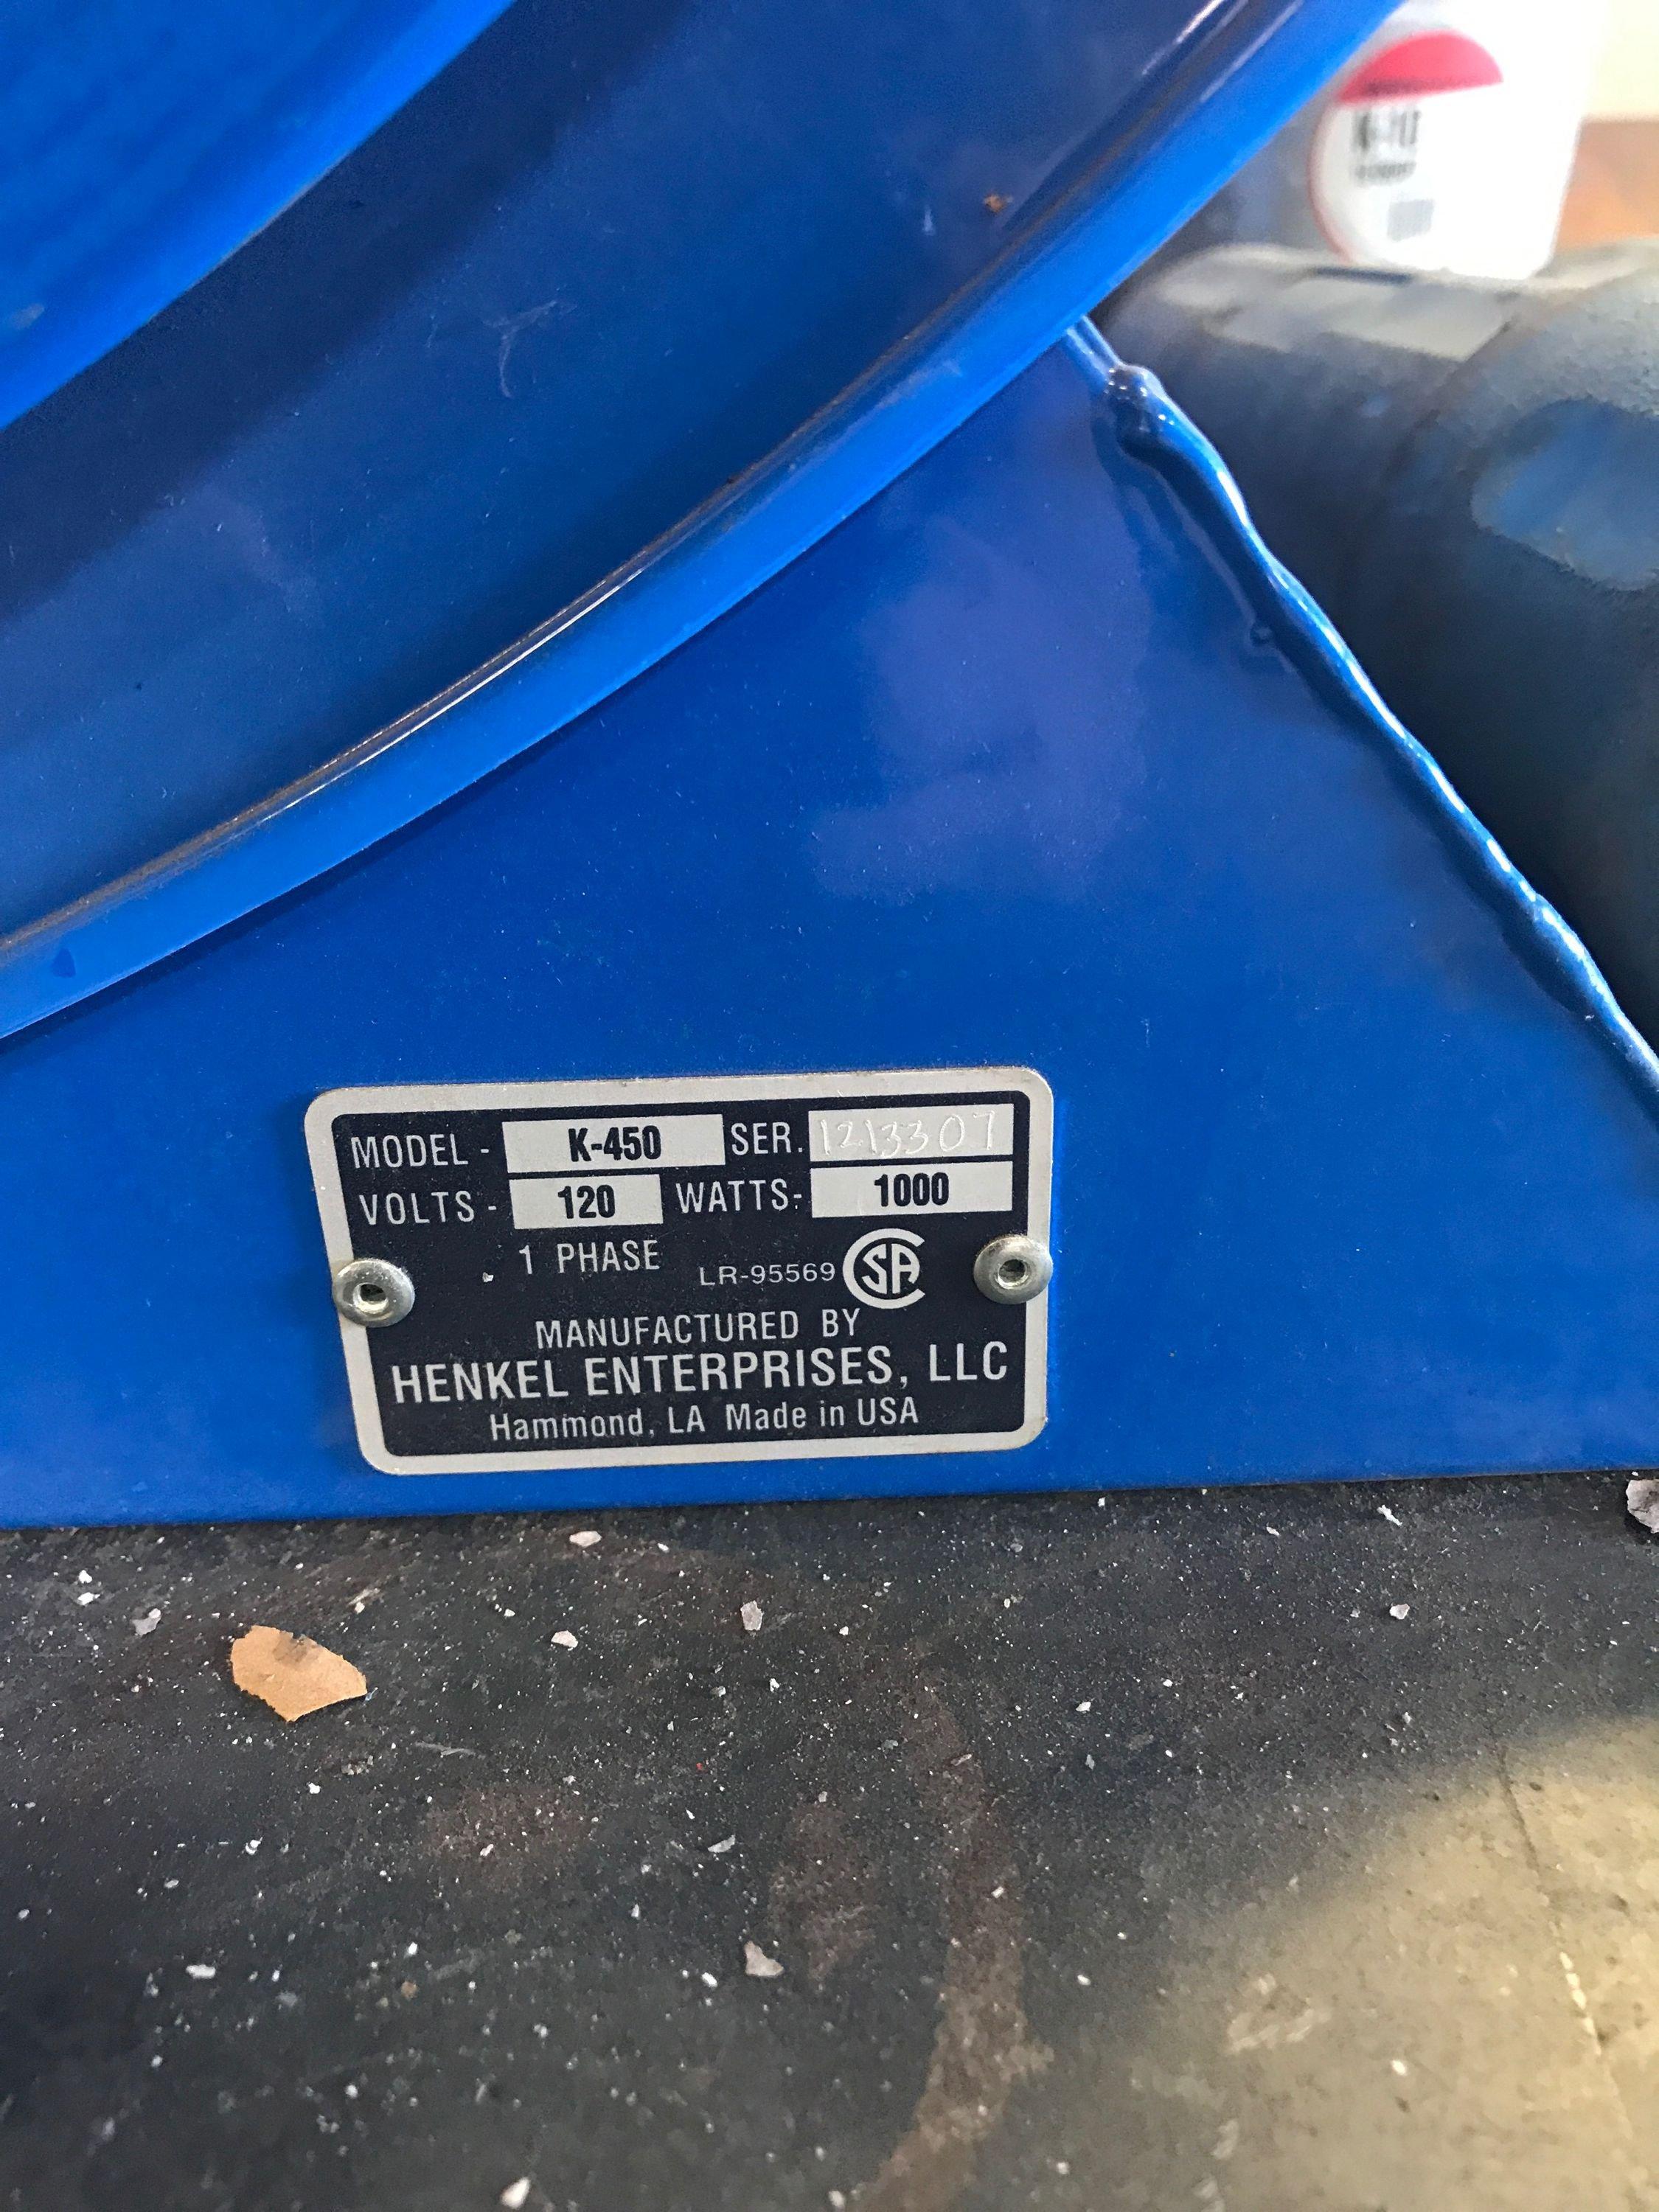 MODEL - K-450 SER. 1213307
VOLTS - 120 WATTS- 1000
1 PHASE LR-95569 CSA
MANUFACTURED BY
HENKEL ENTERPRISES, LLC
Hammond, LA Made in USA